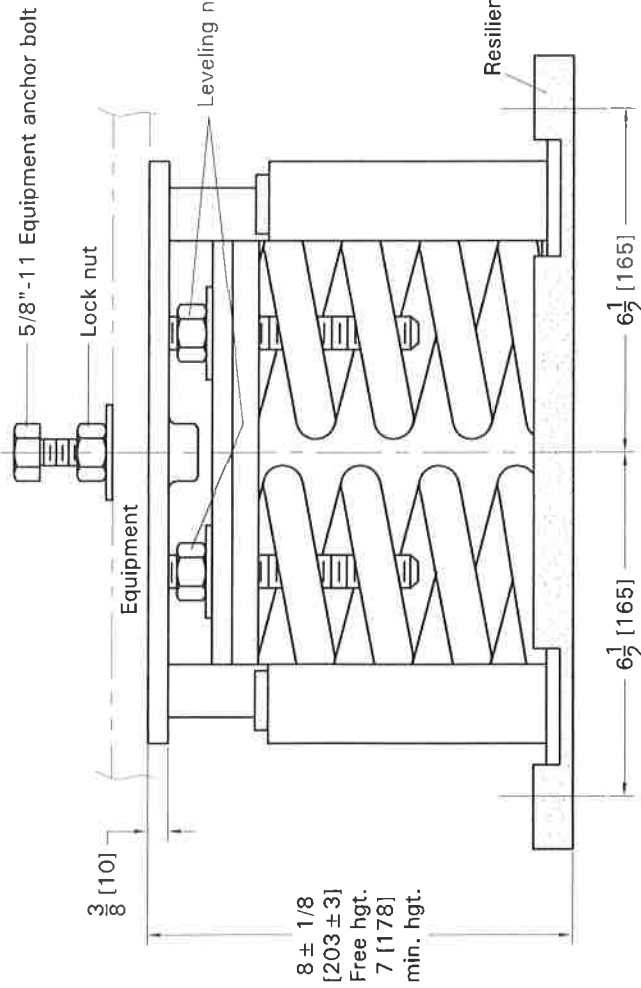 5/8"-11 Equipment anchor bolt
Lock nut
Leveling n
Equipment
Resilien
3/8 [10]
8 ± 1/8
[203 ± 3]
Free hgt.
7 [178]
min. hgt.
6 1/2 [165]
6 1/2 [165]